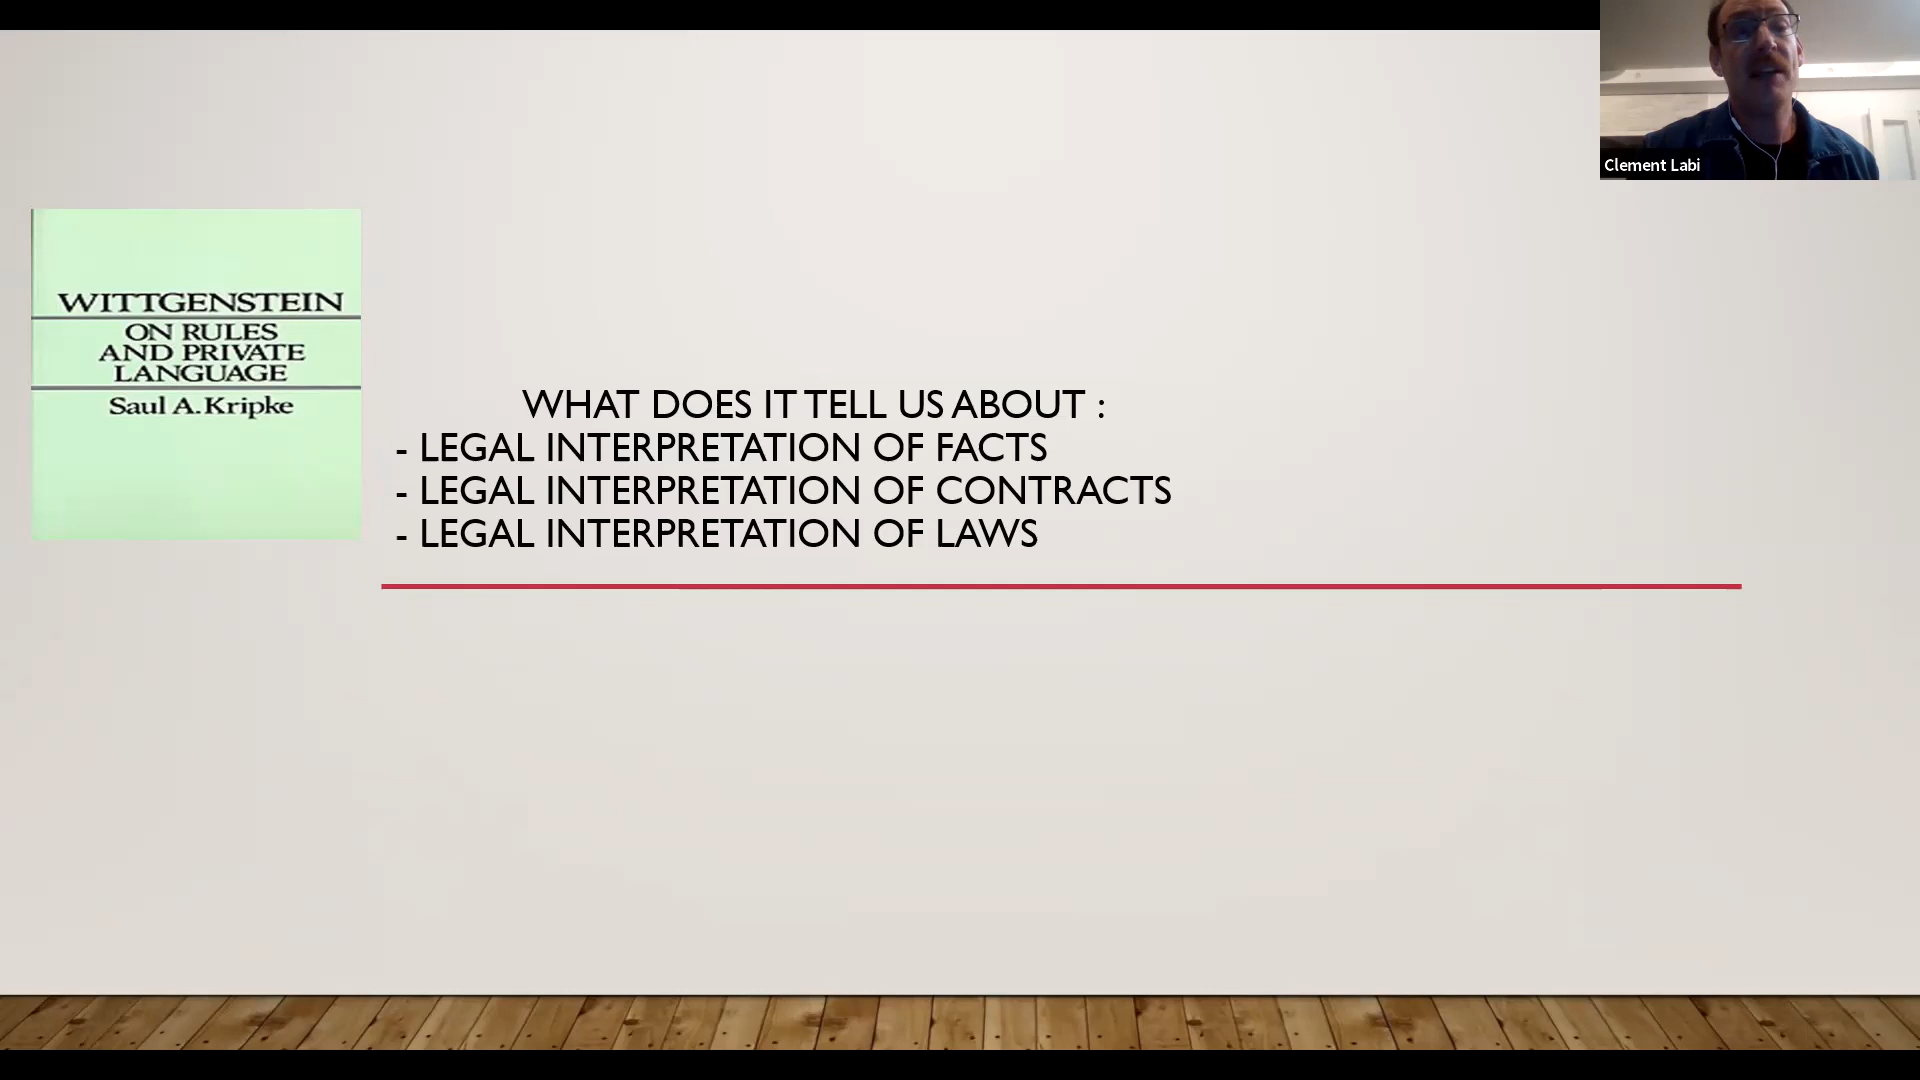 Clement Labi
WITTGENSTEIN
ON RULES
AND PRIVATE
LANGUAGE
Saul A. Kripke
WHAT DOES IT TELL US ABOUT :
- LEGAL INTERPRETATION OF FACTS
- LEGAL INTERPRETATION OF CONTRACTS
- LEGAL INTERPRETATION OF LAWS